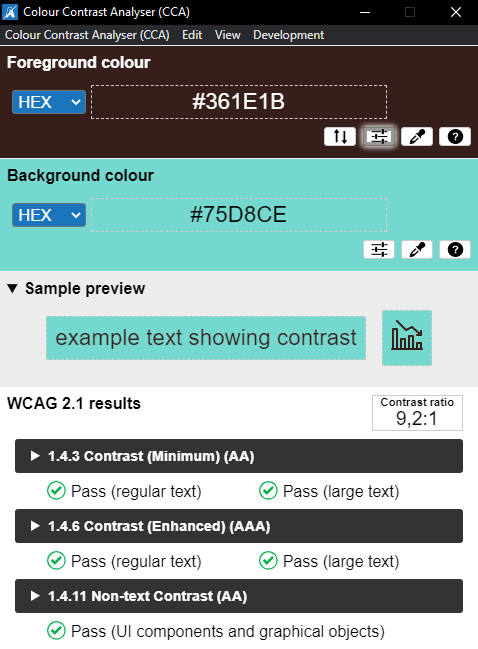 Colour Contrast Analyser (CCA)
Colour Contrast Analyser (CCA) Edit View Development
Foreground colour
HEX #361E1B
Background colour
HEX #75D8CE
Sample preview
example text showing contrast
WCAG 2.1 results
Contrast ratio
9,2:1
1.4.3 Contrast (Minimum) (AA)
Pass (regular text) Pass (large text)
1.4.6 Contrast (Enhanced) (AAA)
Pass (regular text) Pass (large text)
1.4.11 Non-text Contrast (AA)
Pass (UI components and graphical objects)